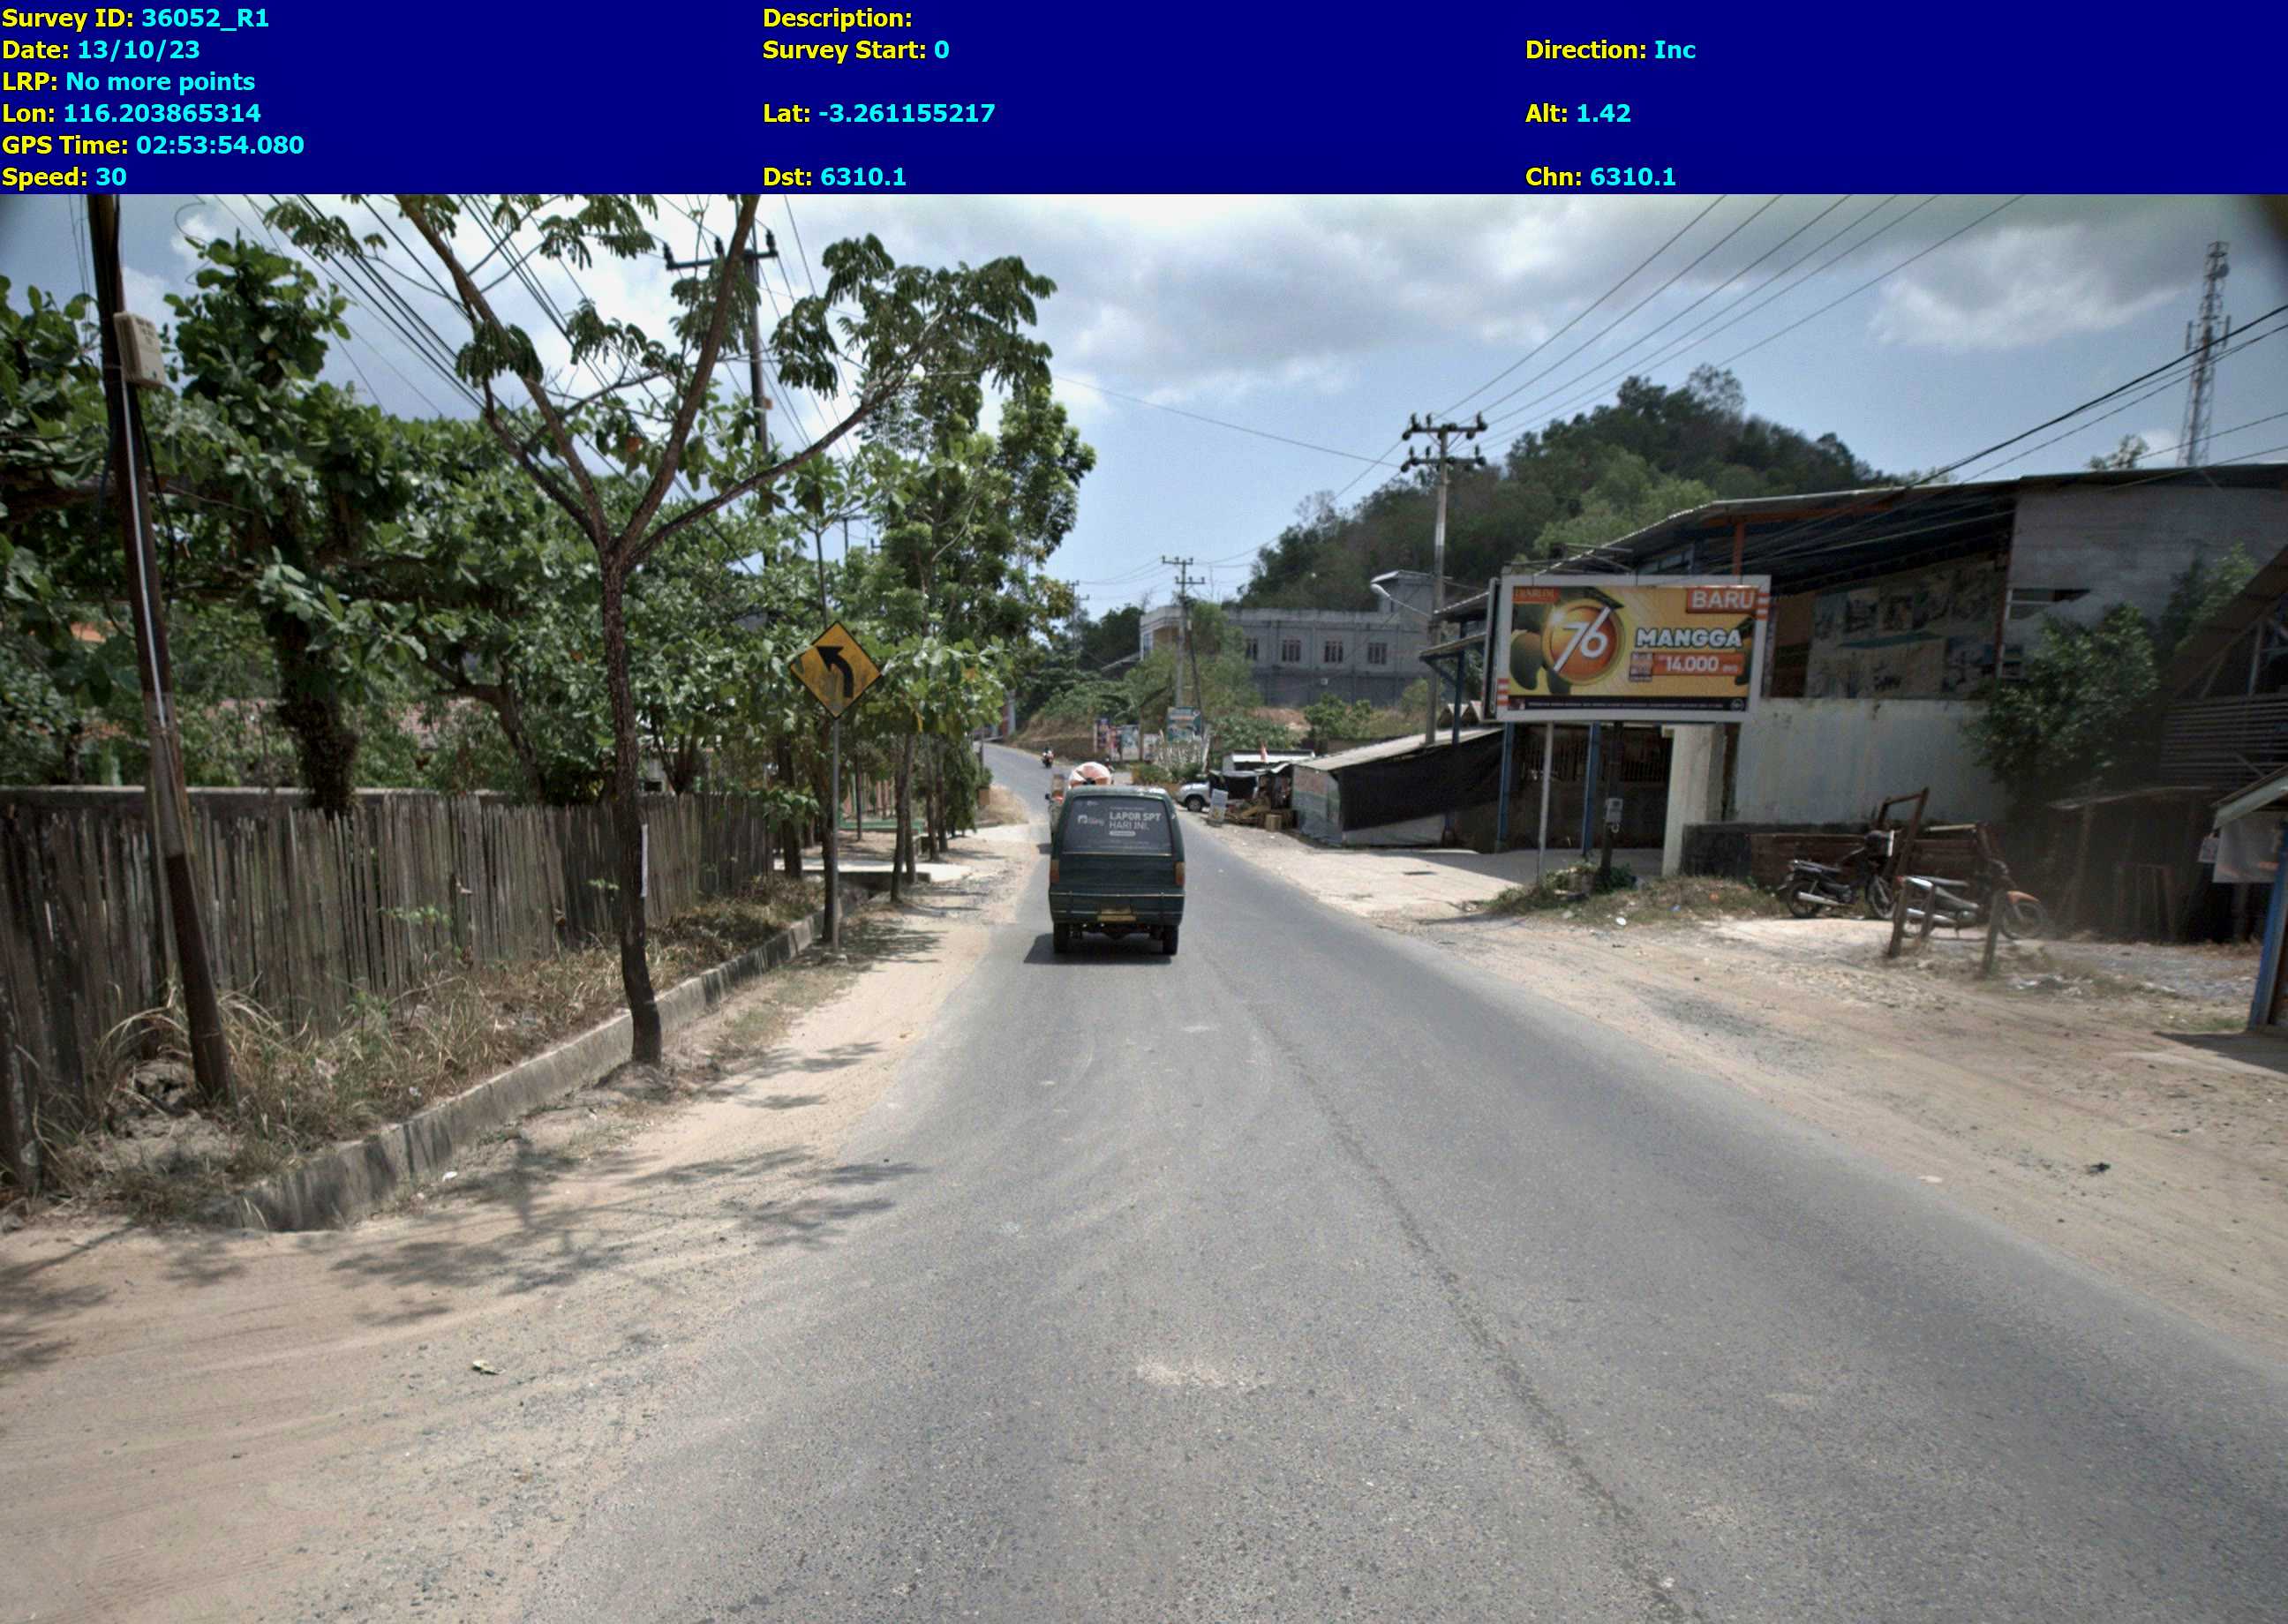 Survey ID: 36052_R1
Description:
Date: 13/10/23
Survey Start: 0
Direction: Inc
LRP: No more points
Lon: 116.203865314
Lat: -3.261155217
Alt: 1.42
GPS Time: 02:53:54.080
Speed: 30
Dst: 6310.1
Chn: 6310.1
DJARUM
BARU
76
MANGGA
14.000
LAPOR SPT
HARI INI.